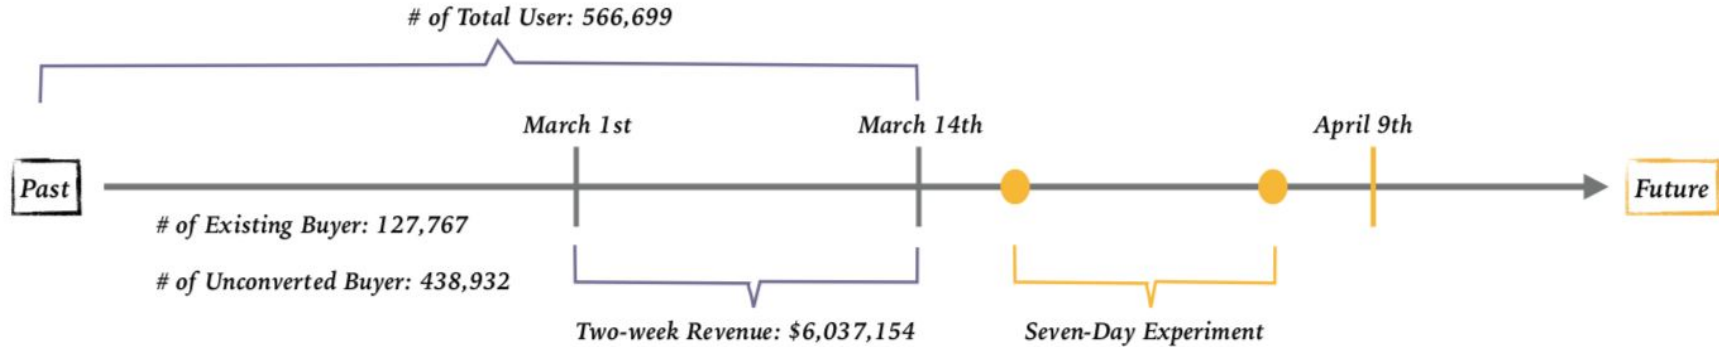 # of Total User: 566,699
March 1st
March 14th
April 9th
Past
Future
# of Existing Buyer: 127,767
# of Unconverted Buyer: 438,932
Two-week Revenue: $6,037,154
Seven-Day Experiment